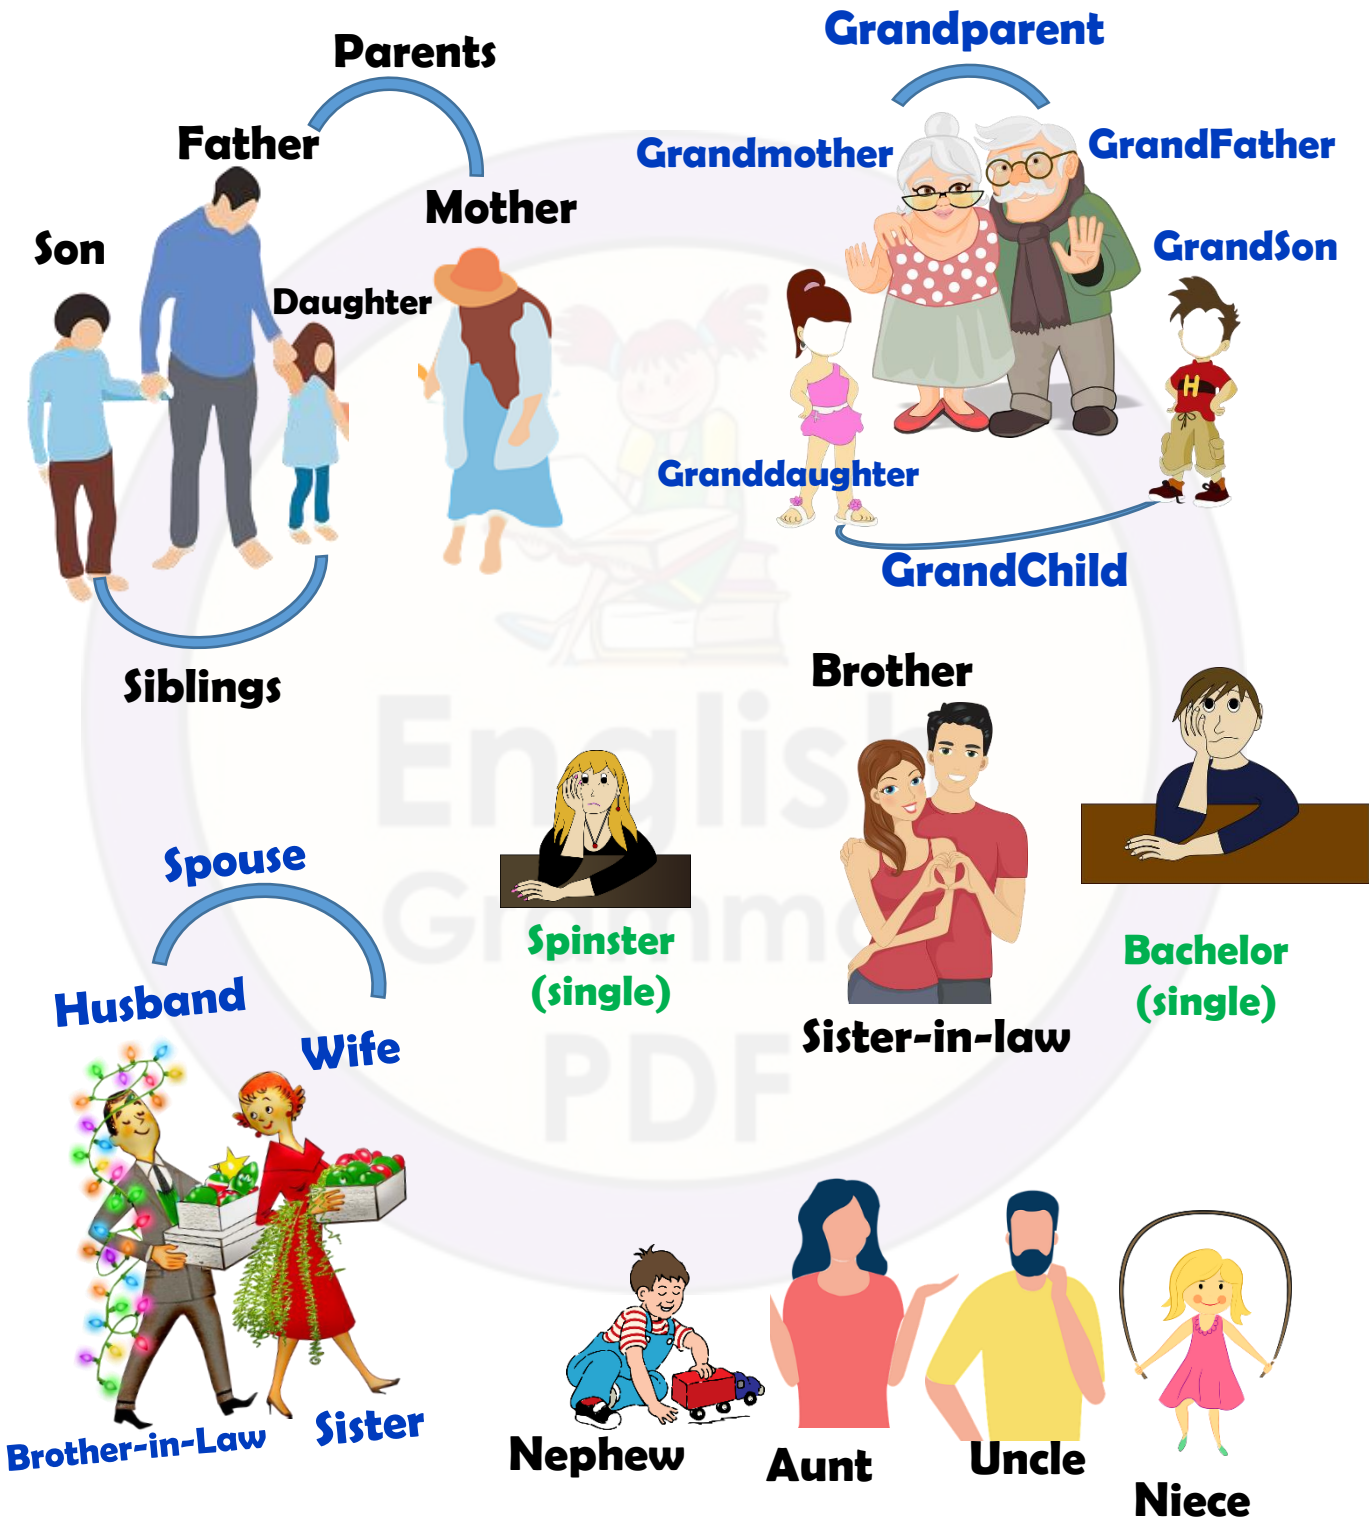 Parents
Father
Mother
Son
Daughter
Siblings
Grandparent
Grandmother
GrandFather
GrandSon
Granddaughter
GrandChild
Brother
Sister-in-law
Spinster
(single)
Bachelor
(single)
Spouse
Husband
Wife
Brother-in-Law
Sister
H
Nephew
Aunt
Uncle
Niece
English
Grammar
PDF